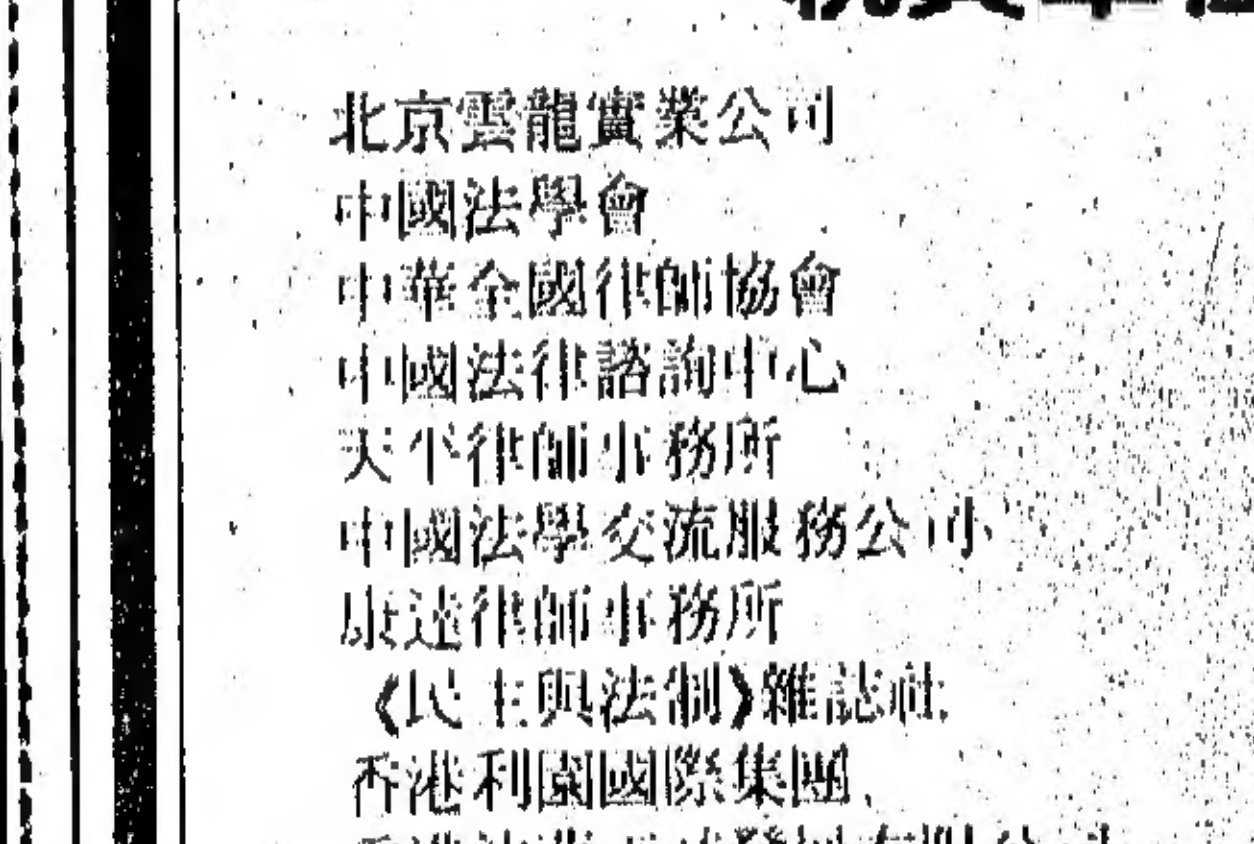 北京雲龍實業公司
中國法學會
中華全國律師協會
中國法律諮詢中心
天平律師事務所
中國法學交流服務公司
康達律師事務所
《民主與法制》雜誌社
香港利園國際集團